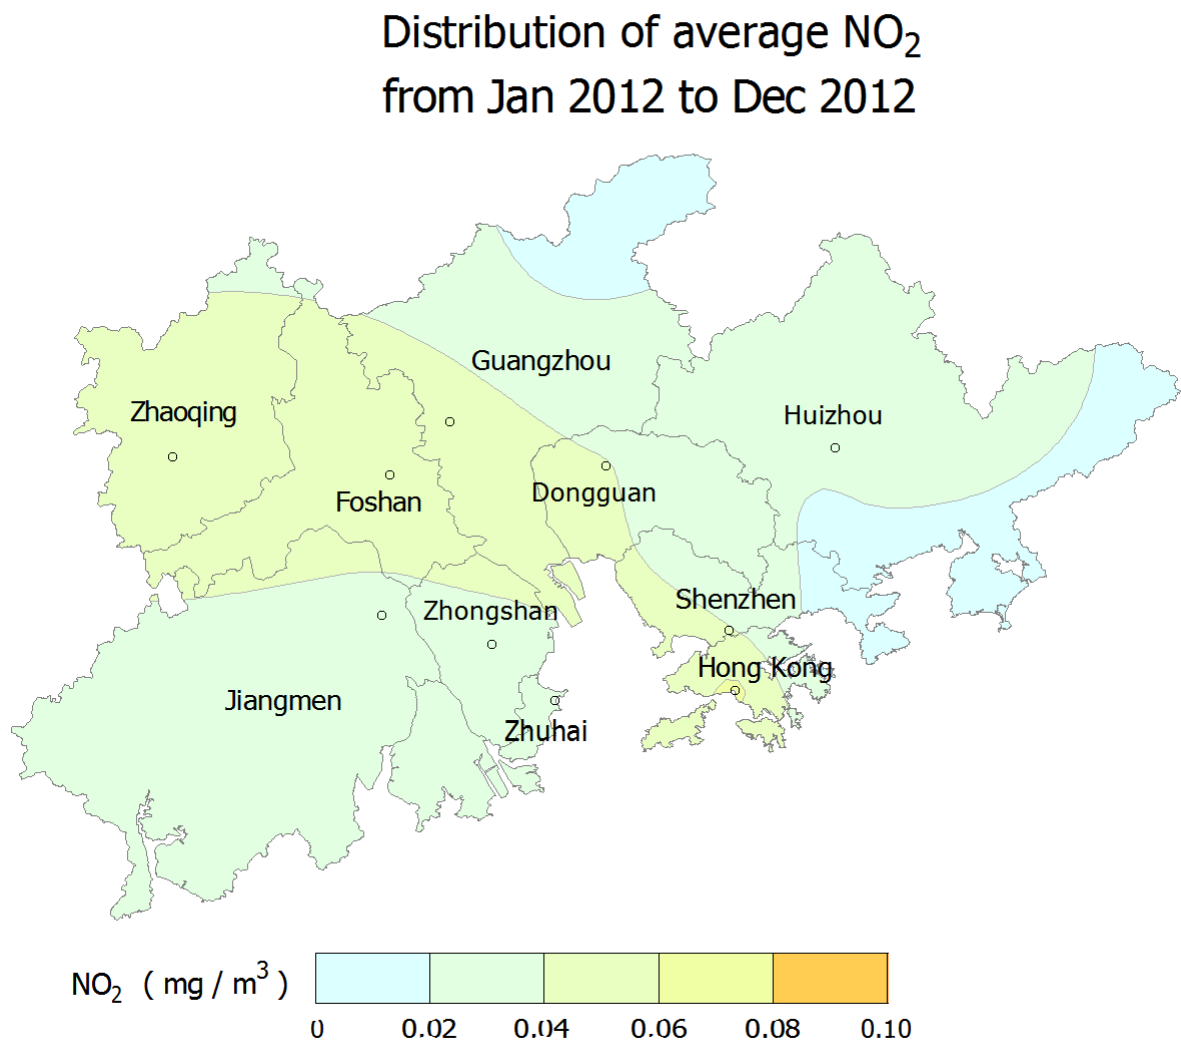 Distribution of average NO₂
from Jan 2012 to Dec 2012
Guangzhou
Zhaoqing
Huizhou
Foshan
Dongguan
Shenzhen
Zhongshan
Hong Kong
Jiangmen
Zhuhai
NO₂ ( mg / m³ )
0 0.02 0.04 0.06 0.08 0.10